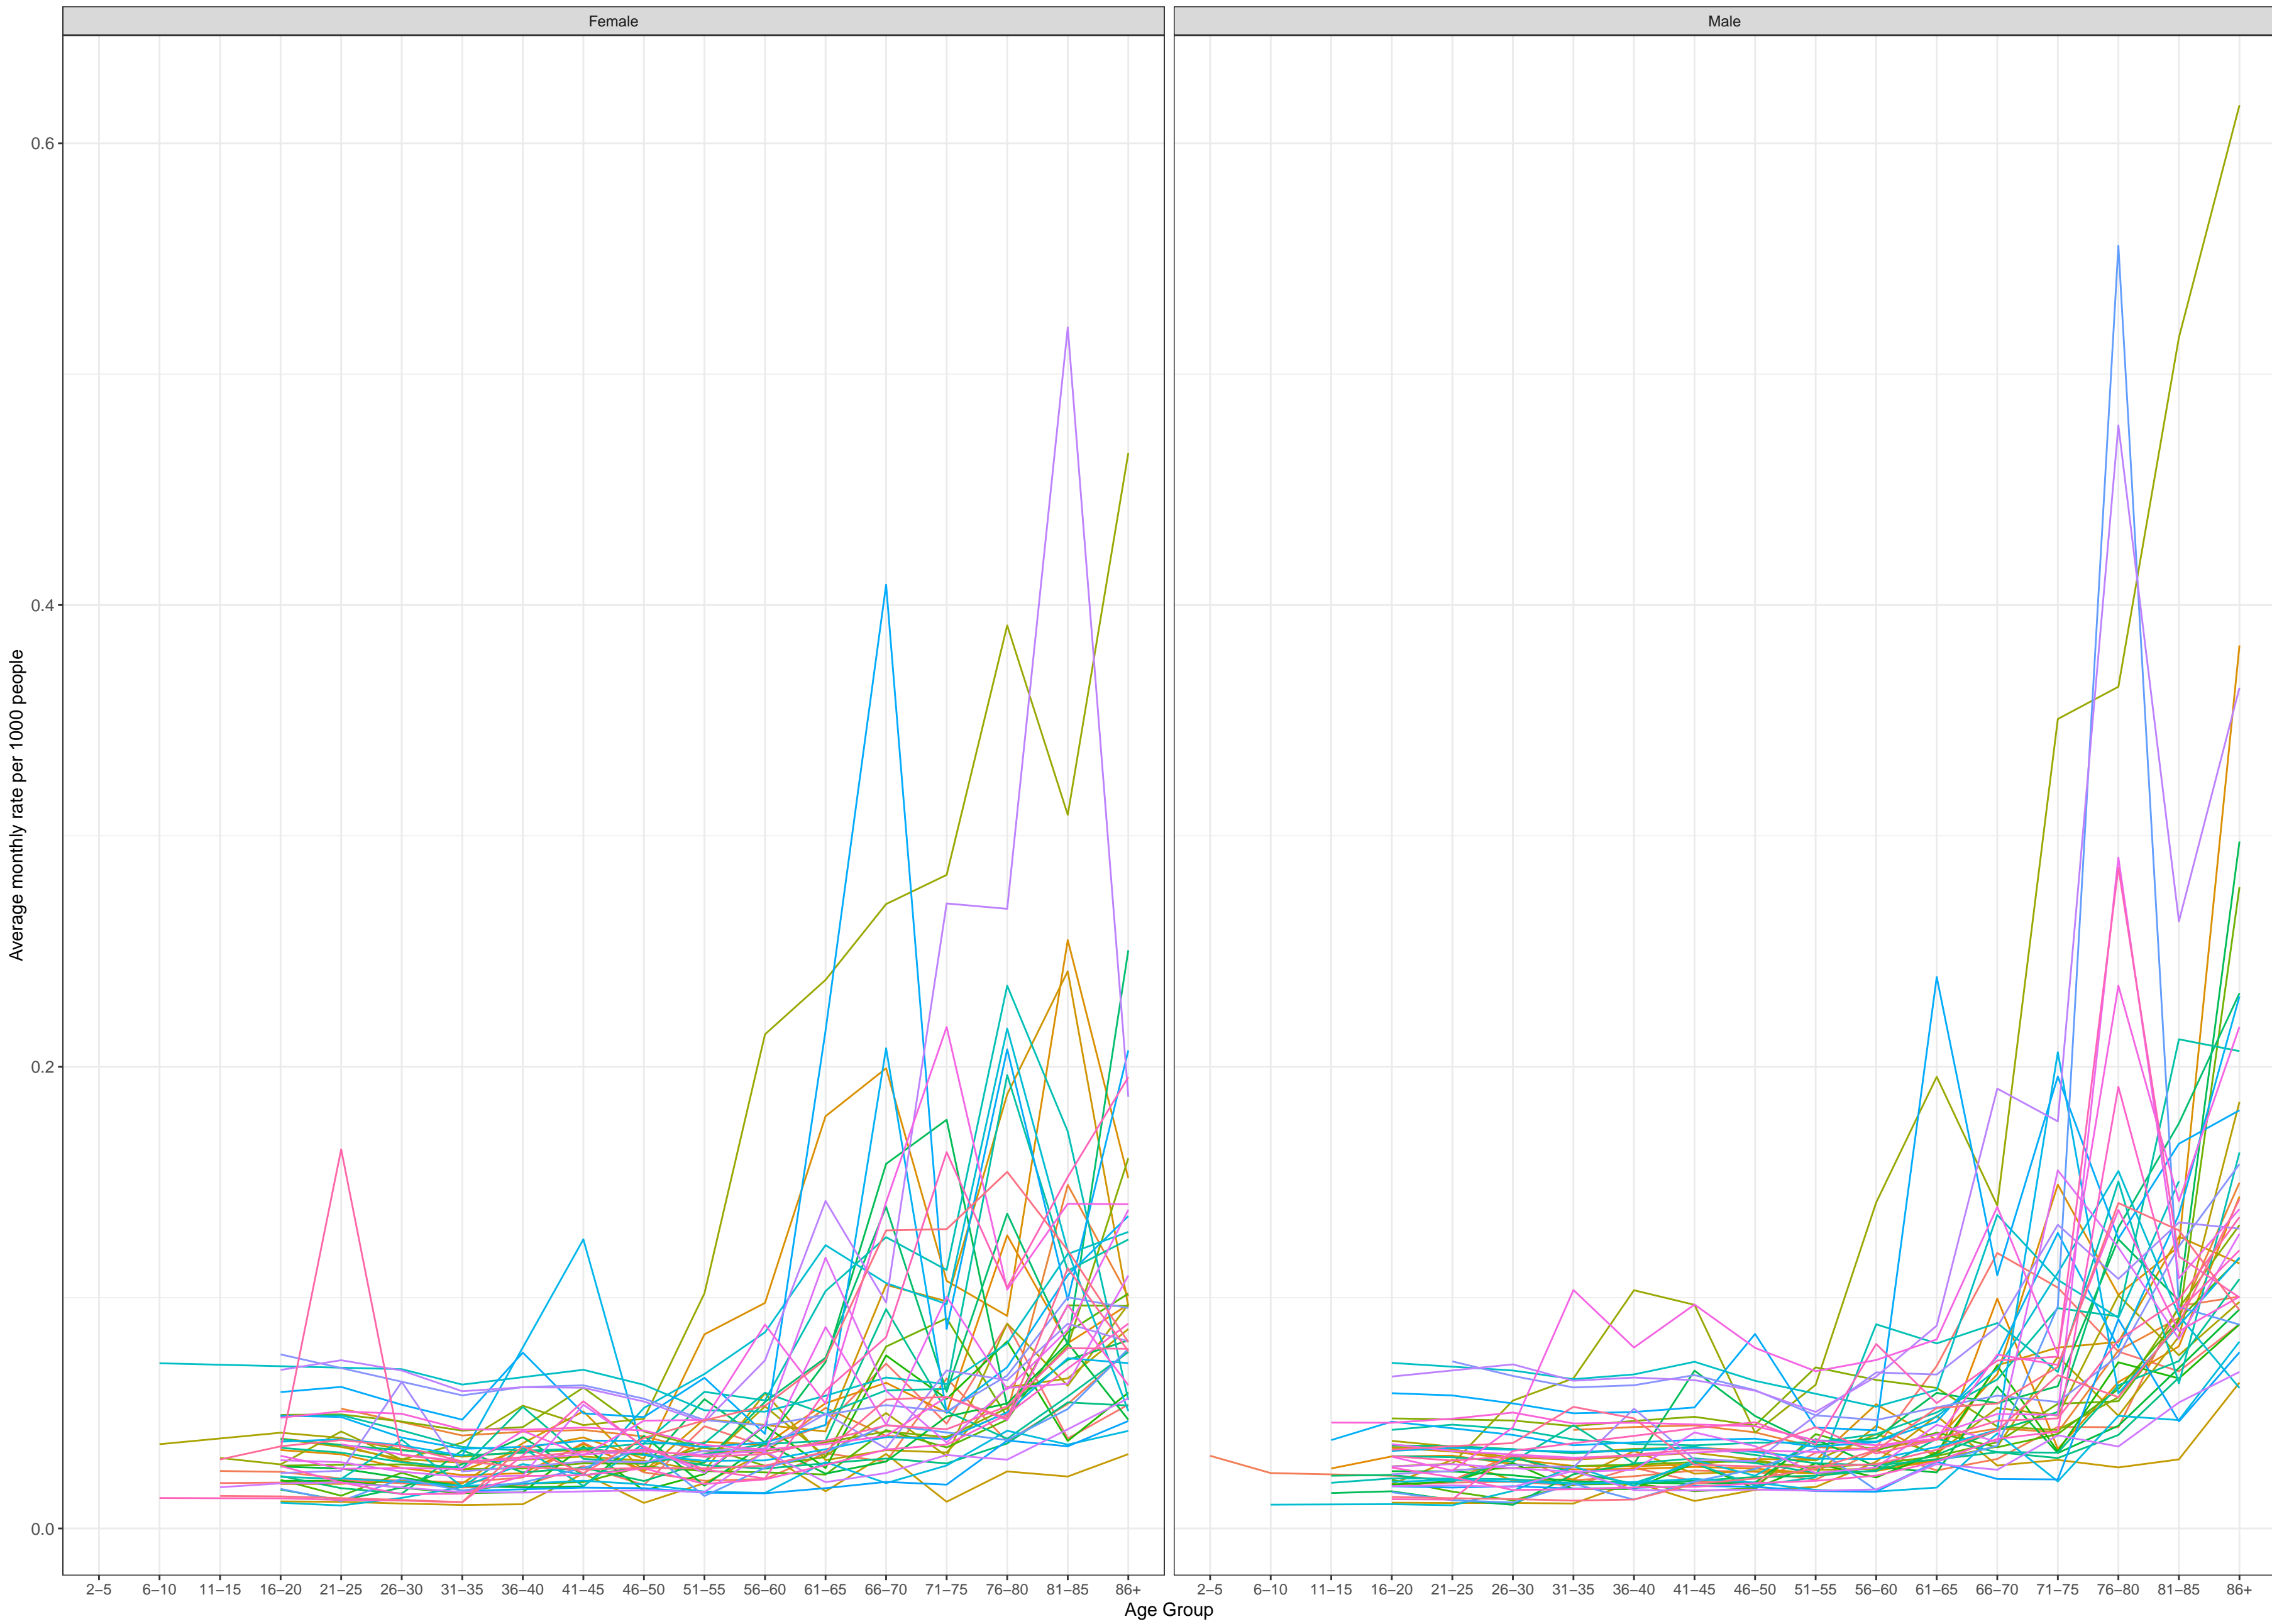 Female Male
0.6
0.4
0.2
0.0
Average monthly rate per 1000 people
2–5 6–10 11–15 16–20 21–25 26–30 31–35 36–40 41–45 46–50 51–55 56–60 61–65 66–70 71–75 76–80 81–85 86+ 2–5 6–10 11–15 16–20 21–25 26–30 31–35 36–40 41–45 46–50 51–55 56–60 61–65 66–70 71–75 76–80 81–85 86+
Age Group